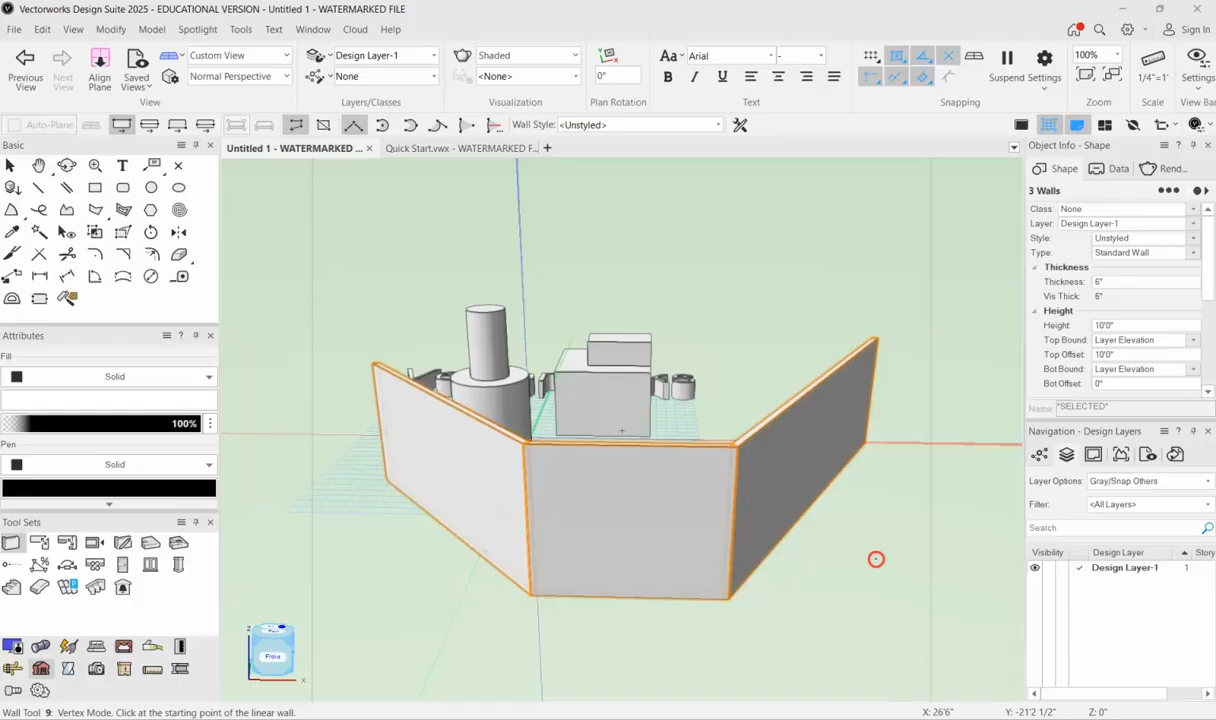 Vectorworks Design Suite 2025 - EDUCATIONAL VERSION - Untitled 1 - WATERMARKED FILE
File Edit View Modify Model Spotlight Tools Text Window Cloud Help
Sign In
Previous View
Next View
Align Plane
Saved Views
Custom View
Normal Perspective
View
Design Layer-1
None
Layers/Classes
Shaded
<None>
Visualization
0°
Plan Rotation
Aa Arial -
B I U
Text
Suspend Settings
Snapping
100%
Zoom
1/4"=1'
Scale
Settings
View Bar
Auto-Plane
Wall Style: <Unstyled>
Basic
Untitled 1 - WATERMARKED ...
Quick Start.vwx - WATERMARKED F...
Object Info - Shape
Shape Data Rend...
3 Walls
Class: None
Layer: Design Layer-1
Style: Unstyled
Type: Standard Wall
Thickness
Thickness: 6"
Vis Thick: 6"
Height
Height: 10'0"
Top Bound: Layer Elevation
Top Offset: 10'0"
Bot Bound: Layer Elevation
Bot Offset: 0"
Name: *SELECTED*
Attributes
Fill
Solid
100%
Pen
Solid
Tool Sets
Navigation - Design Layers
Layer Options: Gray/Snap Others
Filter: <All Layers>
Search
Visibility Design Layer # Story
Design Layer-1 1
Z
Front
X
Wall Tool 9: Vertex Mode. Click at the starting point of the linear wall.
X: 26'6" Y: -21'2 1/2" Z: 0"